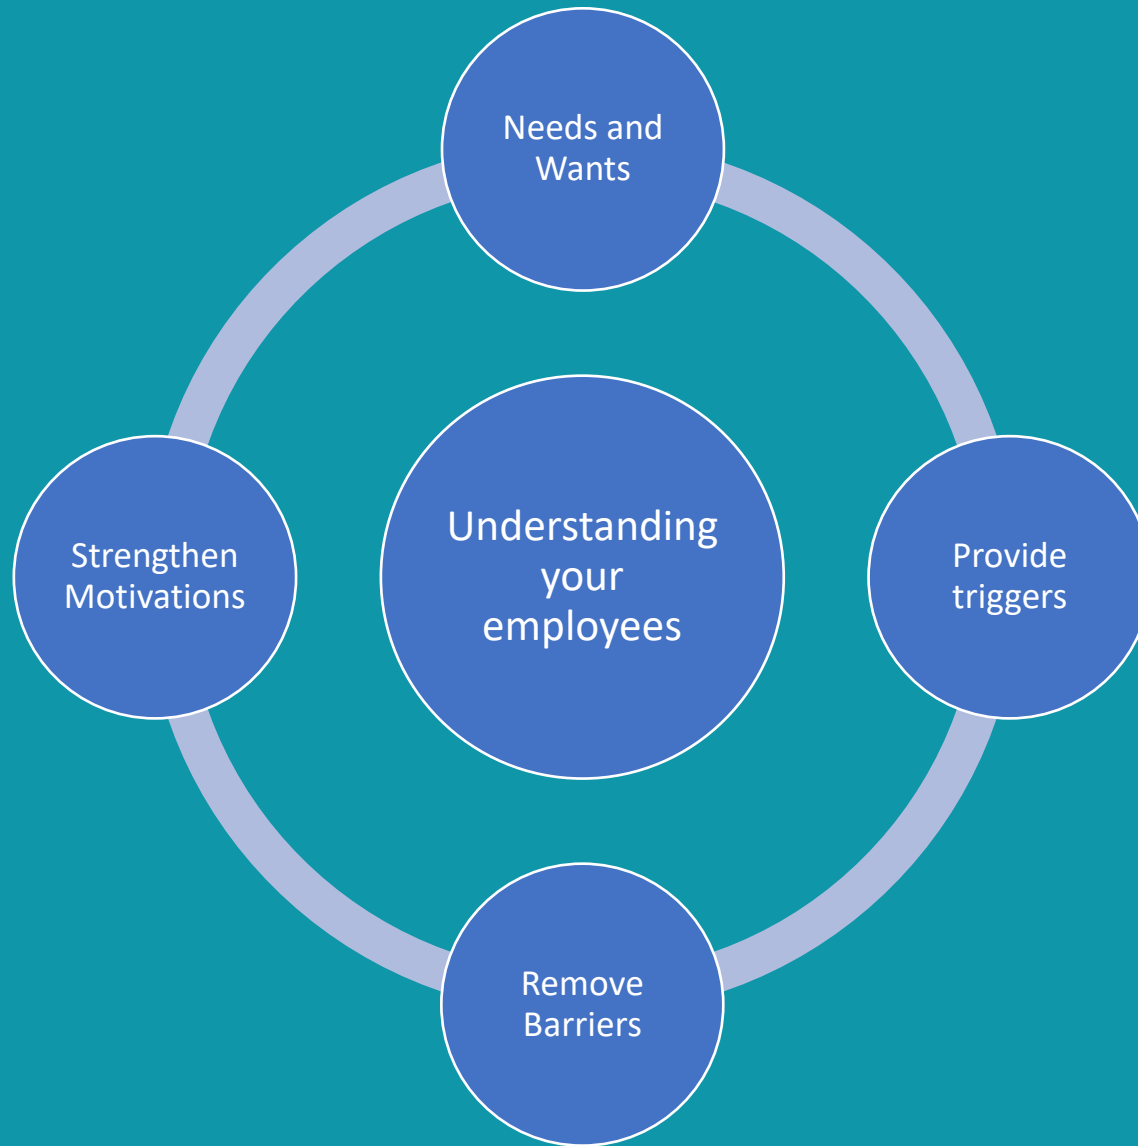 Needs and
Wants
Understanding
your
employees
Strengthen
Motivations
Provide
triggers
Remove
Barriers